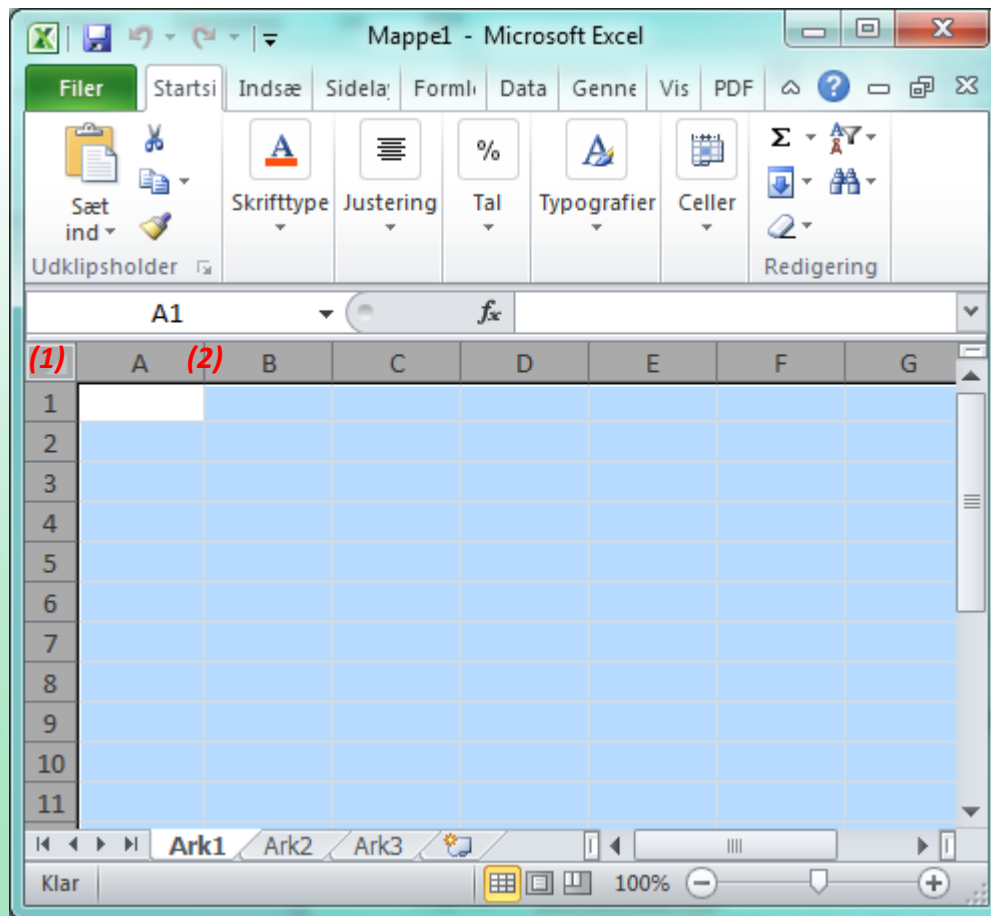 Mappe1 - Microsoft Excel
Filer Startsi Indsæ Sidela Forml Data Genne Vis PDF
Sæt ind
Skrifttype Justering Tal Typografier Celler
Udklipsholder Redigering
A1 fx
(1) A (2) B C D E F G
1
2
3
4
5
6
7
8
9
10
11
Ark1 Ark2 Ark3
Klar 100%